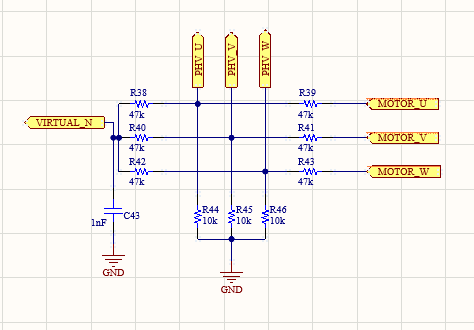 PHV_U
PHV_V
PHV_W
R38
47k
R39
47k
MOTOR_U
VIRTUAL_N
R40
47k
R41
47k
MOTOR_V
R42
47k
R43
47k
MOTOR_W
C43
1nF
R44
10k
R45
10k
R46
10k
GND
GND